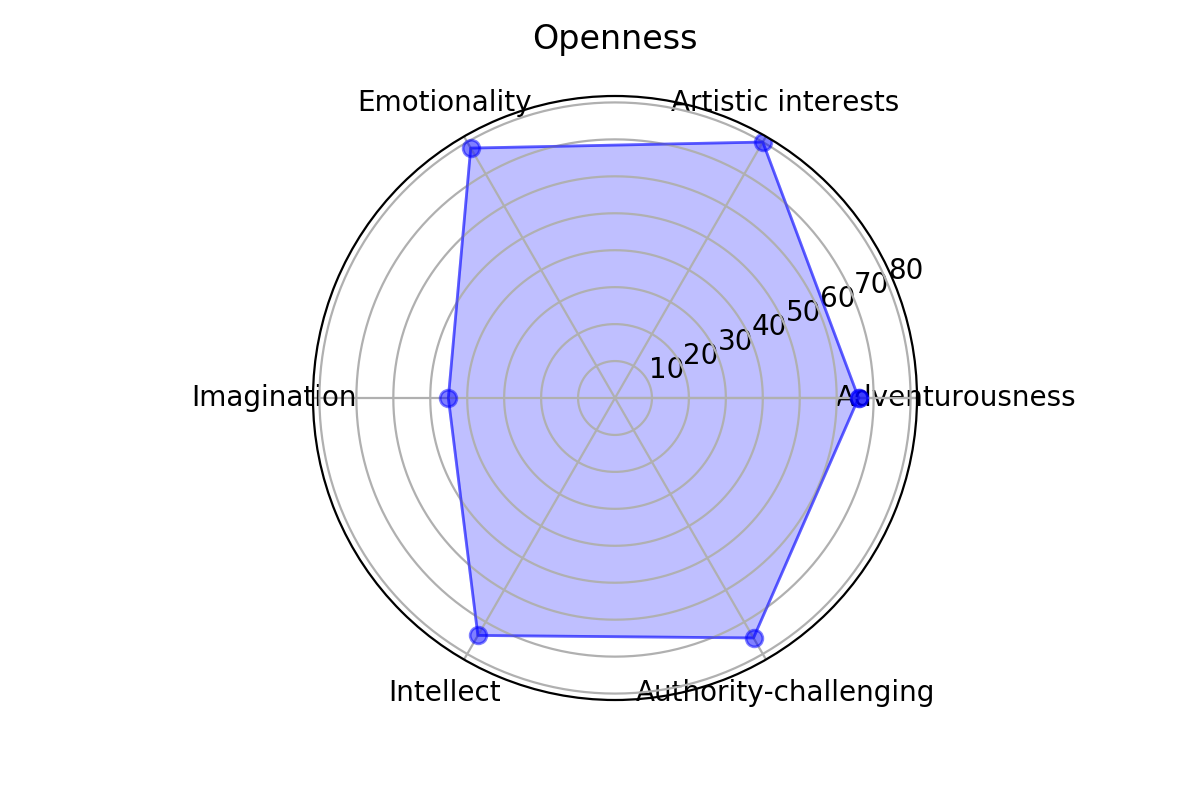 Openness
Emotionality
Artistic interests
80
70
60
50
40
30
20
10
Imagination
Adventurousness
Intellect
Authority-challenging